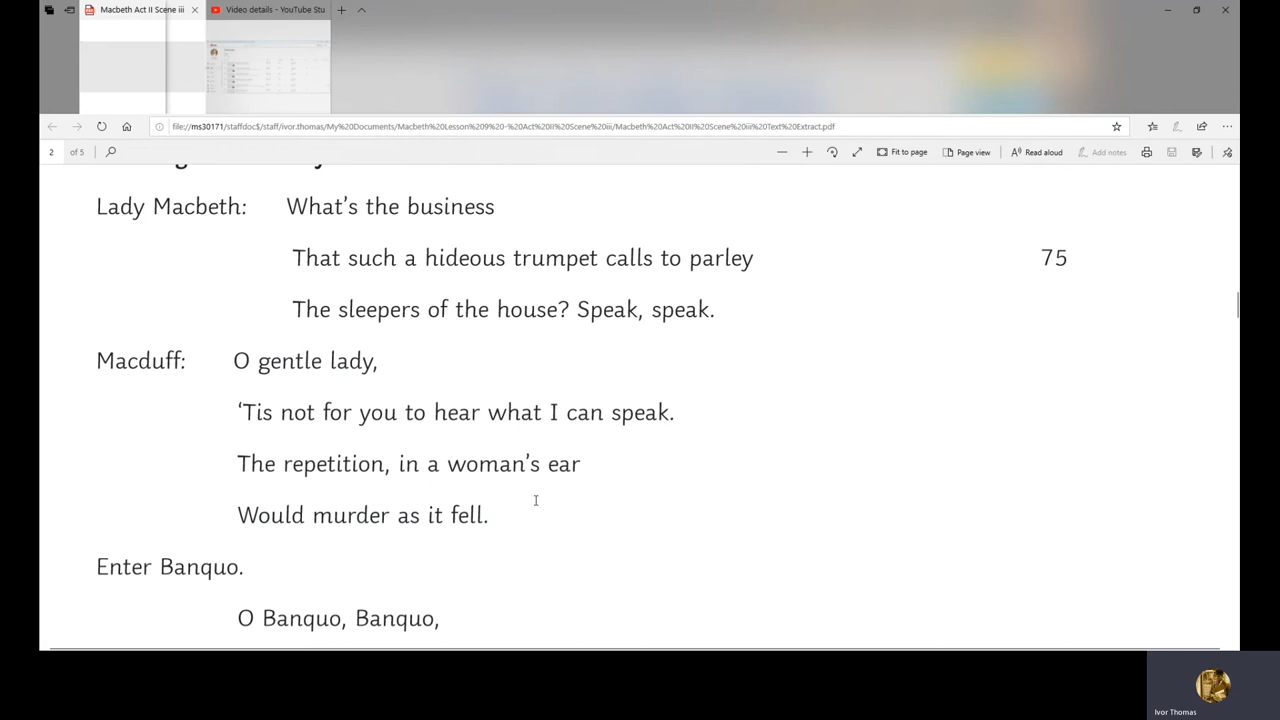 Macbeth Act II Scene iii
Video details - YouTube Stu
file://ms30171/staffdoc$/staff/ivor.thomas/My%20Documents/Macbeth%20Lesson%209%20-%20Act%20II%20Scene%20iii/Macbeth%20Act%20II%20Scene%20iii%20Text%20Extract.pdf
2 of 5
Fit to page
Page view
Read aloud
Add notes
Lady Macbeth: What's the business
That such a hideous trumpet calls to parley 75
The sleepers of the house? Speak, speak.
Macduff: O gentle lady,
‘Tis not for you to hear what I can speak.
The repetition, in a woman's ear
Would murder as it fell.
Enter Banquo.
O Banquo, Banquo,
Ivor Thomas